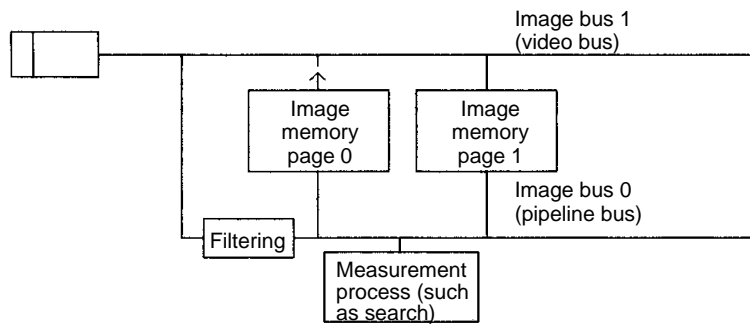 Image bus 1
(video bus)
Image
memory
page 0
Image
memory
page 1
Image bus 0
(pipeline bus)
Filtering
Measurement
process (such
as search)